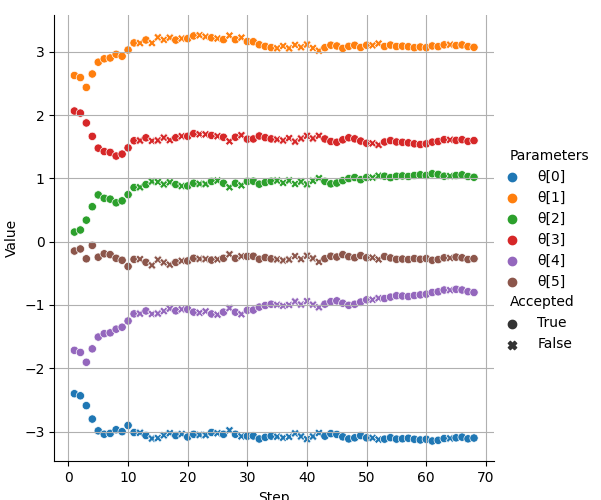 3
2
1
0
−1
−2
−3
Value
0
10
20
30
40
50
60
70
Step
Parameters
θ[0]
θ[1]
θ[2]
θ[3]
θ[4]
θ[5]
Accepted
True
False